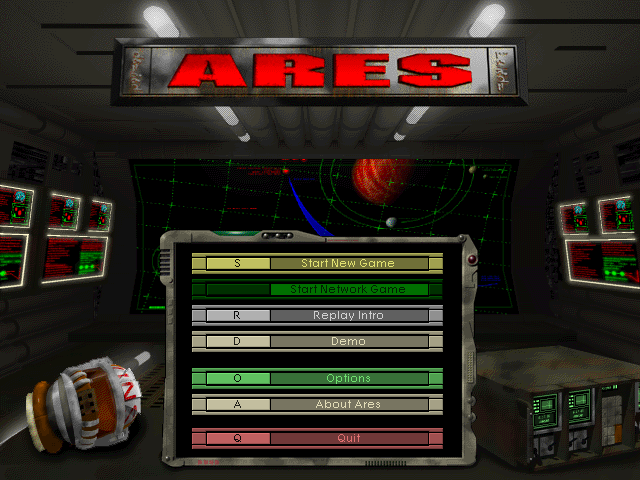 ARES
S Start New Game
Start Network Game
R Replay Intro
D Demo
O Options
A About Ares
Q Quit